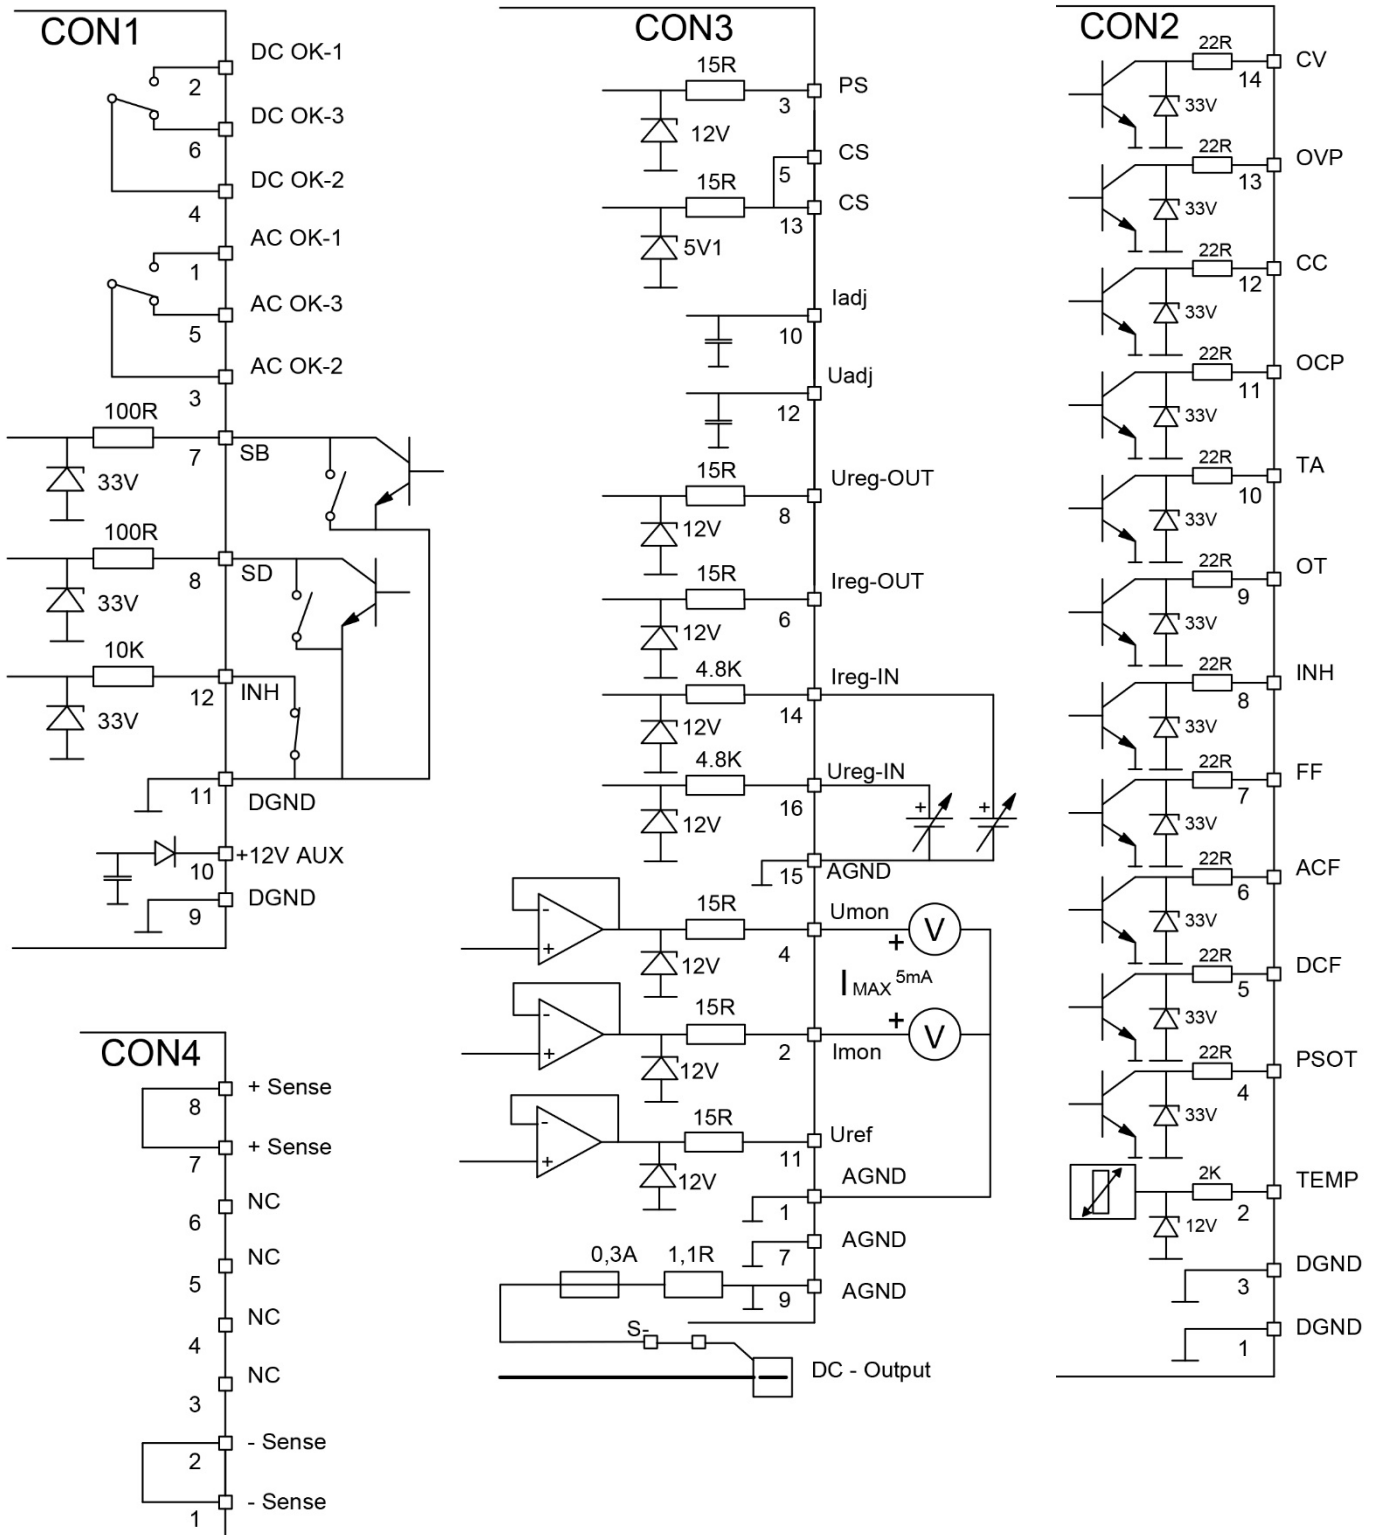 CON1
DC OK-1
2
DC OK-3
6
DC OK-2
4
AC OK-1
1
AC OK-3
5
AC OK-2
3
100R
7
SB
33V
100R
8
SD
33V
10K
12
INH
33V
11
DGND
10
+12V AUX
9
DGND
CON4
+ Sense
8
+ Sense
7
NC
6
NC
5
NC
4
NC
3
- Sense
2
- Sense
1
CON3
15R
PS
3
12V
CS
5
15R
CS
13
5V1
Iadj
10
Uadj
12
15R
Ureg-OUT
8
12V
15R
Ireg-OUT
6
12V
4.8K
Ireg-IN
14
12V
4.8K
Ureg-IN
16
12V
+
+
15
AGND
-
+
15R
Umon
4
+
V
12V
I MAX 5mA
-
+
15R
2
Imon
+
V
12V
-
+
15R
Uref
11
12V
AGND
1
AGND
7
0,3A
1,1R
AGND
9
S-
DC - Output
CON2
22R
CV
14
33V
22R
OVP
13
33V
22R
CC
12
33V
22R
OCP
11
33V
22R
TA
10
33V
22R
OT
9
33V
22R
INH
8
33V
22R
FF
7
33V
22R
ACF
6
33V
22R
DCF
5
33V
22R
PSOT
4
33V
2K
TEMP
2
12V
DGND
3
DGND
1